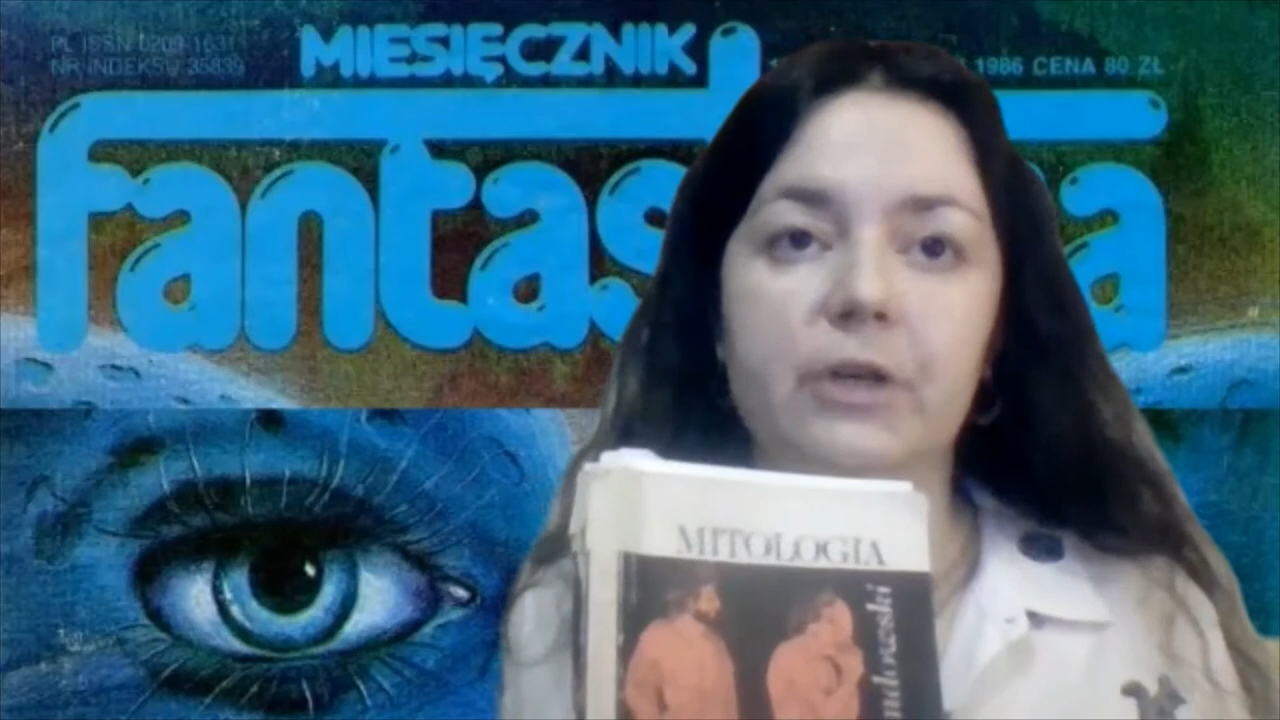 PL ISSN 0209-1631
NR INDEKSU 35839
MIESIĘCZNIK
1986 CENA 80 ZŁ
Fantas a
MITOLOGIA